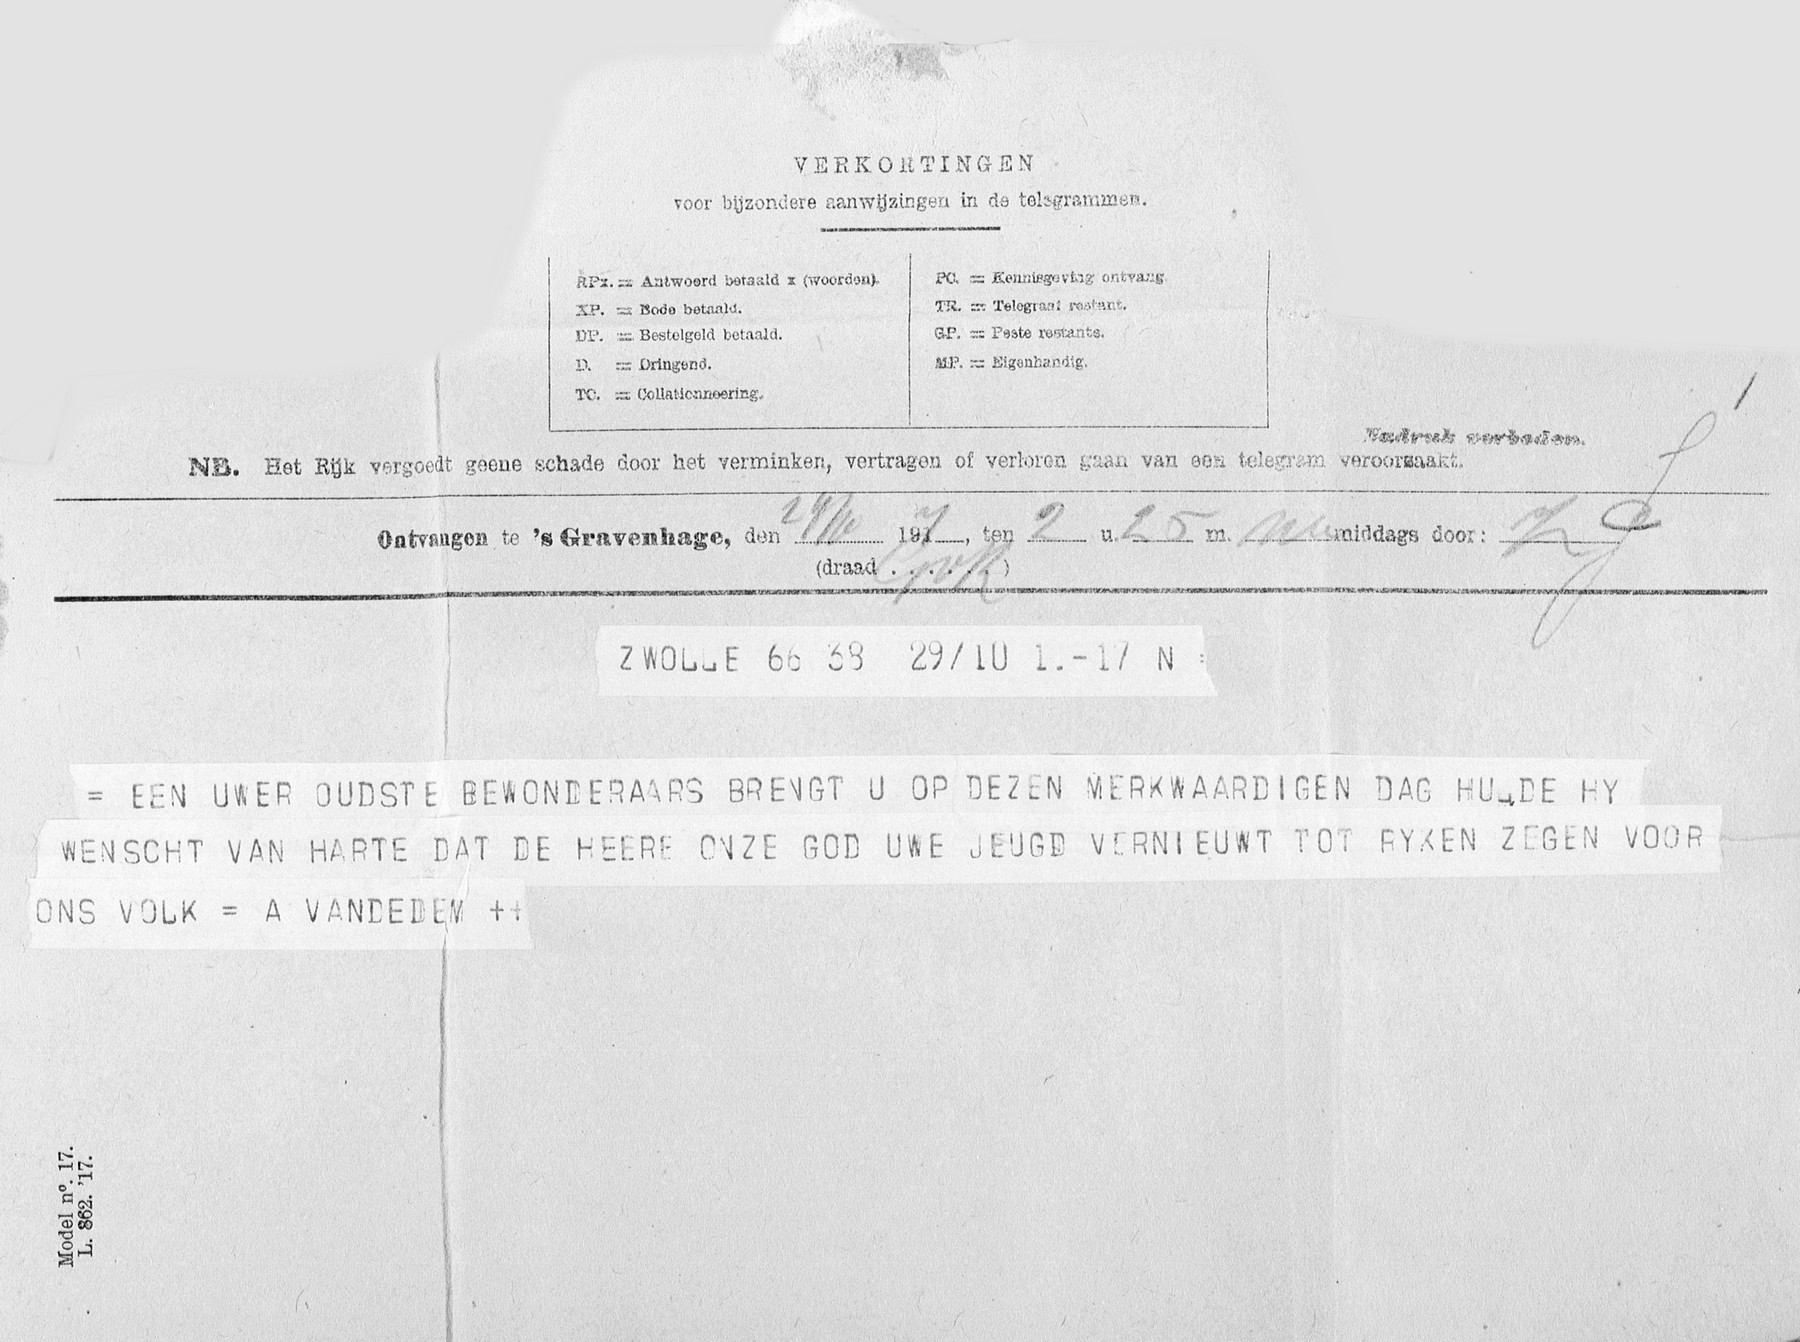 VERKORTINGEN
voor bijzondere aanwijzingen in de telegrammen.
RPx. = Antwoord betaald x (woorden).
XP. = Bode betaald.
DP. = Bestelgeld betaald.
D. = Dringend.
TC. = Collationneering.
PC. = Kennisgeving ontvang.
TR. = Telegraaf restant.
GP. = Poste restante.
MP. = Eigenhandig.
Nadruk verboden.
NB. Het Rijk vergoedt geene schade door het verminken, vertragen of verloren gaan van een telegram veroorzaakt.
Ontvangen te 's Gravenhage, den 29/10 1917, ten 2 u. 25 m. middags door:
(draad . . . . . . )
ZWOLLE 66 38 29/10 1.-17 N =
= EEN UWER OUDSTE BEWONDERAARS BRENGT U OP DEZEN MERKWAARDIGEN DAG HULDE HY
WENSCHT VAN HARTE DAT DE HEERE ONZE GOD UWE JEUGD VERNIEUWT TOT RYKEN ZEGEN VOOR
ONS VOLK = A VANDEDEM ++
Model nº. 17.
L. 862. '17.